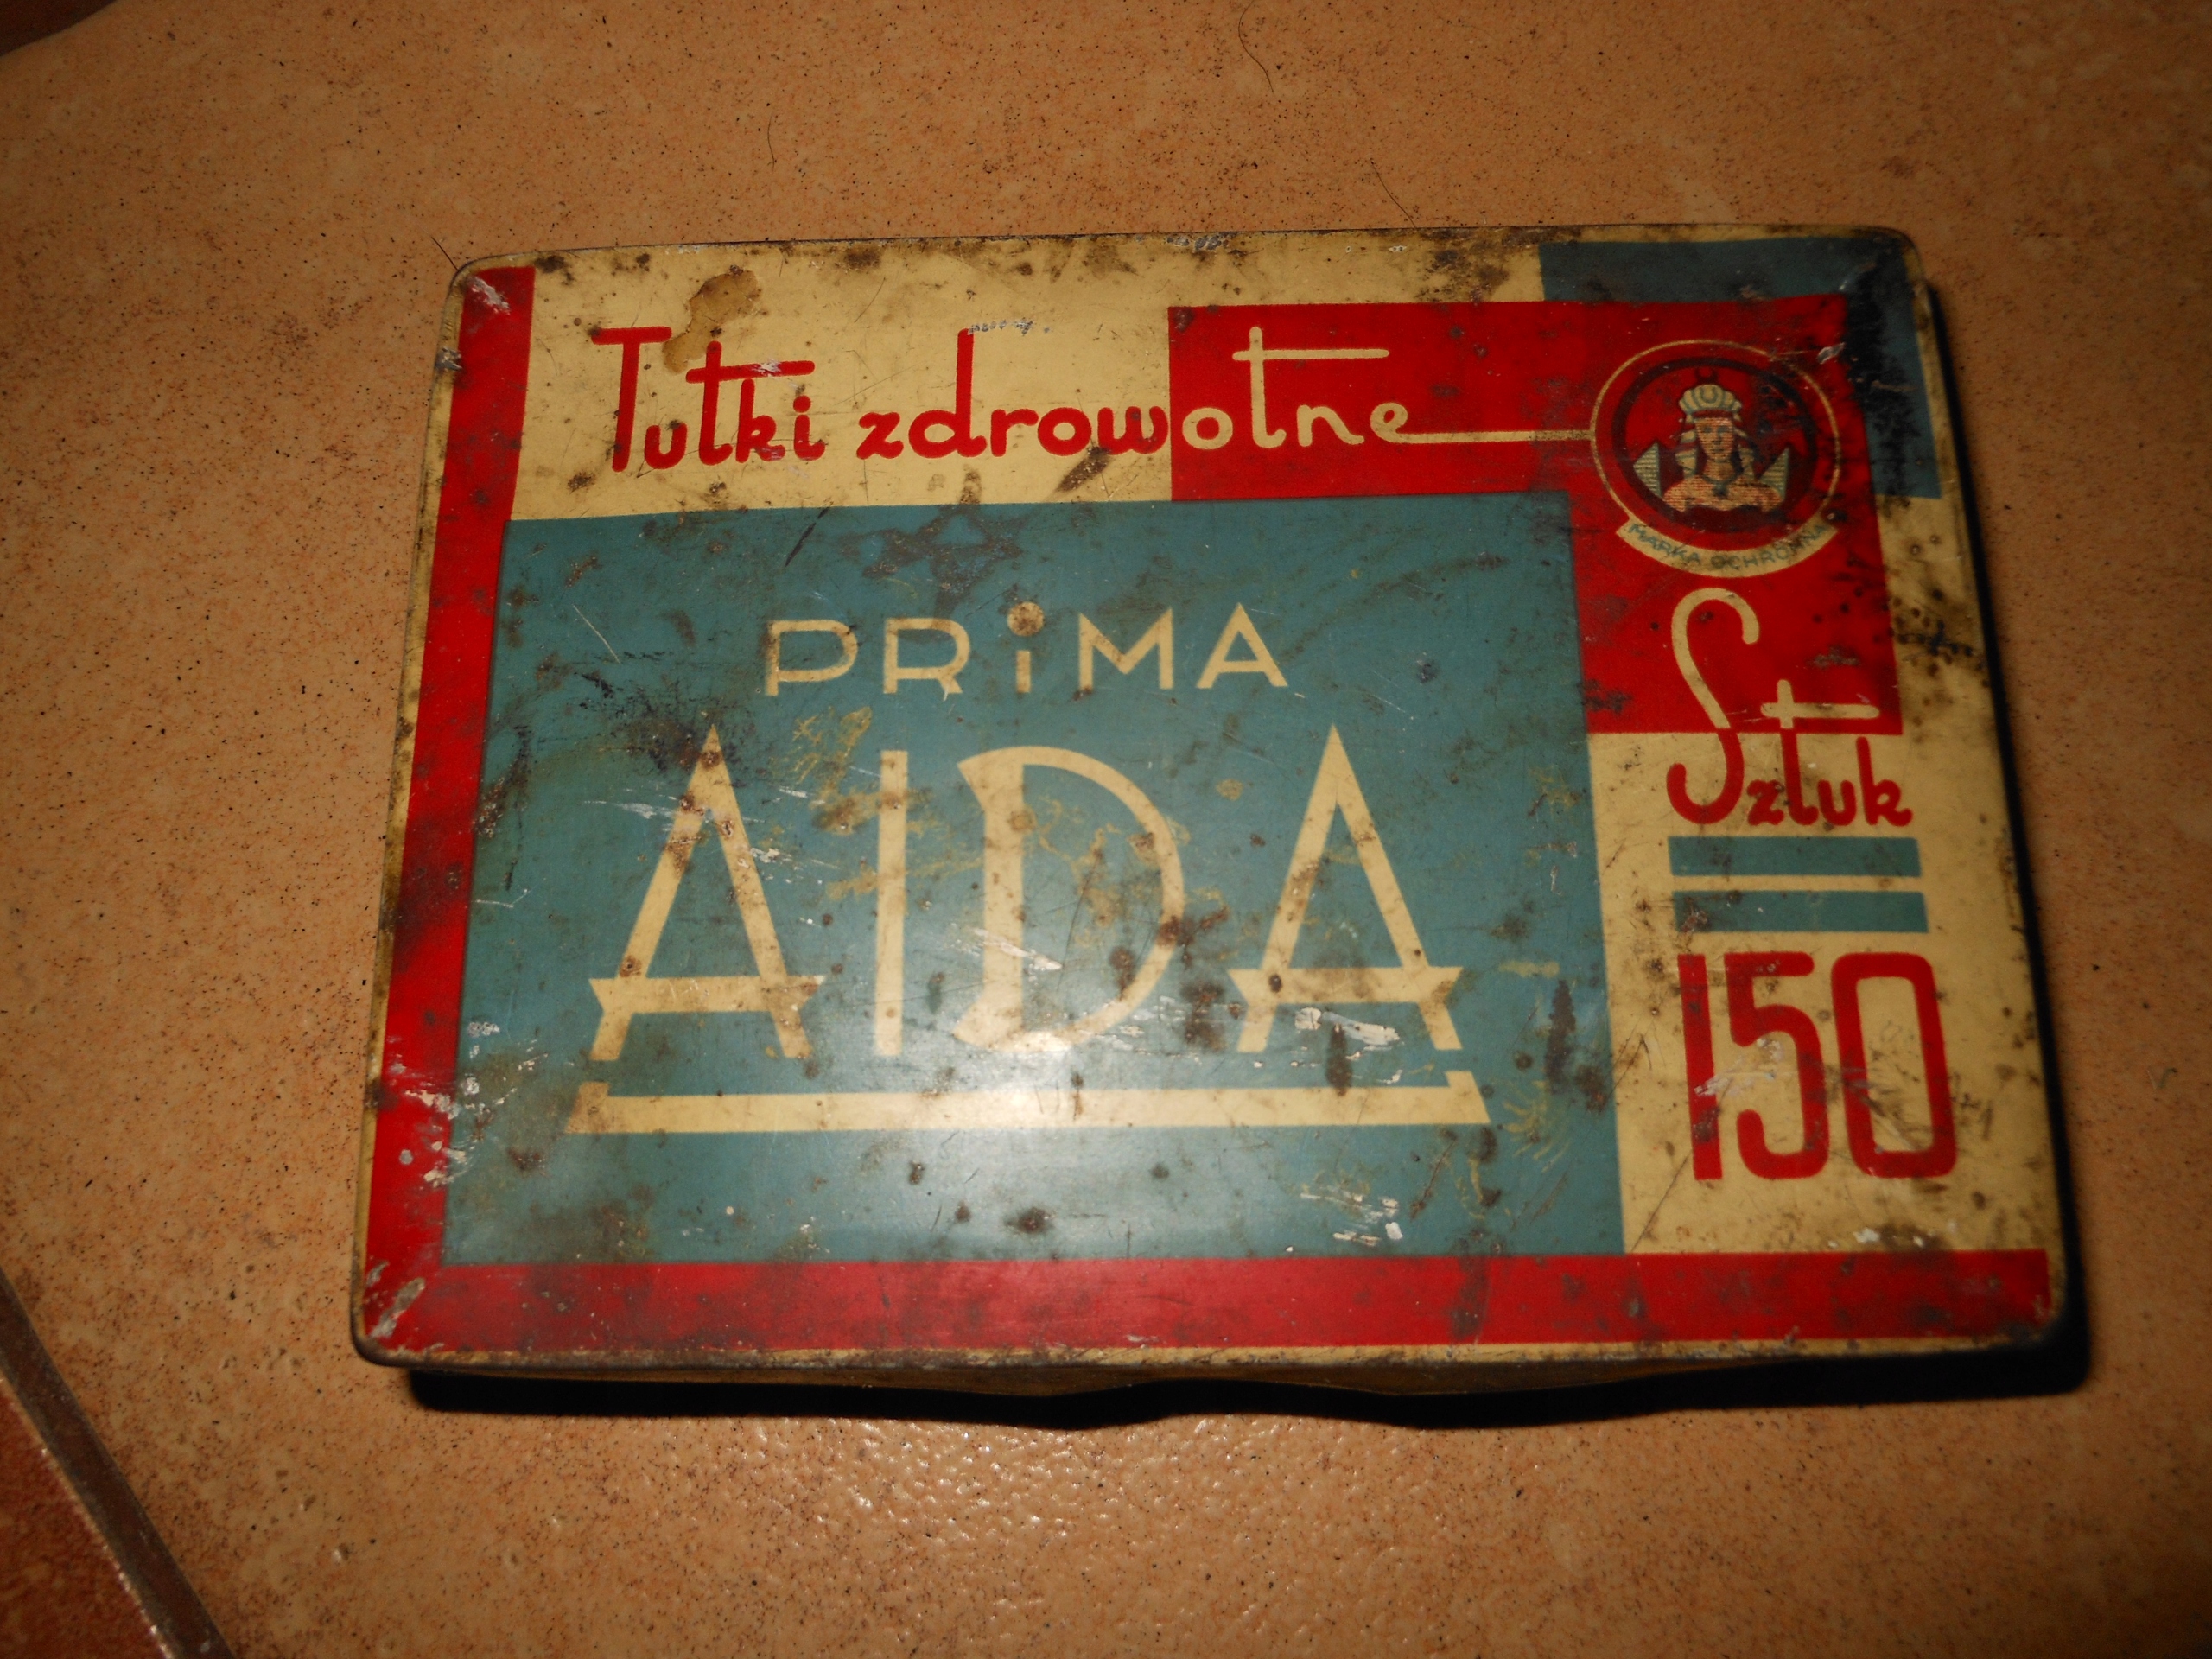 Tutki zdrowotne
MARKA OCHRONNA
PRiMA
AIDA
Sztuk
150